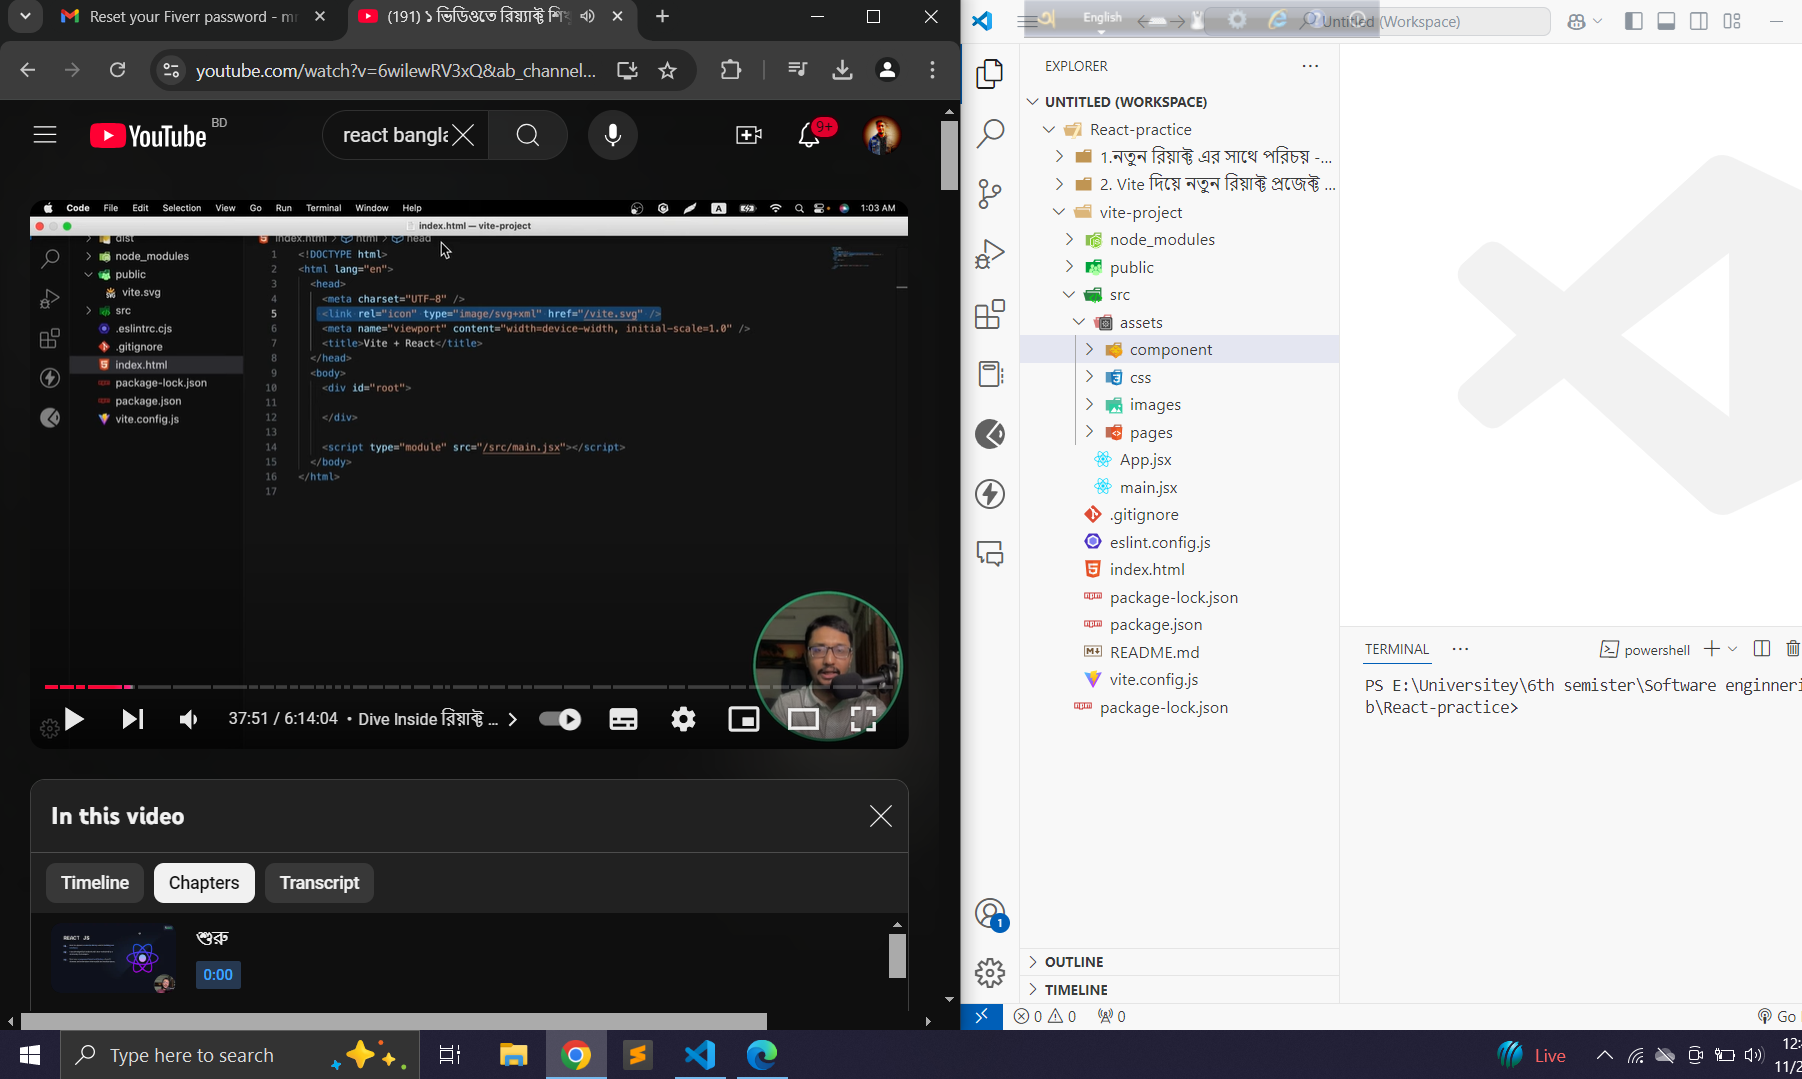 Reset your Fiverr password - mr
(191) ১ ভিডিওতে রিয়্যাক্ট শিখ
youtube.com/watch?v=6wilewRV3xQ&ab_channel...
YouTube
BD
react bangla
9+
Code File Edit Selection View Go Run Terminal Window Help
A
1:03 AM
index.html — vite-project
dist
node_modules
public
vite.svg
src
.eslintrc.cjs
.gitignore
index.html
package-lock.json
package.json
vite.config.js
index.html > html > head
1 <!DOCTYPE html>
2 <html lang="en">
3 <head>
4 <meta charset="UTF-8" />
5 <link rel="icon" type="image/svg+xml" href="/vite.svg" />
6 <meta name="viewport" content="width=device-width, initial-scale=1.0" />
7 <title>Vite + React</title>
8 </head>
9 <body>
10 <div id="root">
11
12 </div>
13
14 <script type="module" src="/src/main.jsx"></script>
15 </body>
16 </html>
17
37:51 / 6:14:04 • Dive Inside রিয়্যাক্ট ...
In this video
Timeline
Chapters
Transcript
REACT JS
শুরু
0:00
English
Untitled (Workspace)
EXPLORER
UNTITLED (WORKSPACE)
React-practice
1.নতুন রিয়াক্ট এর সাথে পরিচয় -...
2. Vite দিয়ে নতুন রিয়াক্ট প্রজেক্ট ...
vite-project
node_modules
public
src
assets
component
css
images
pages
App.jsx
main.jsx
.gitignore
eslint.config.js
index.html
package-lock.json
package.json
README.md
vite.config.js
package-lock.json
1
OUTLINE
TIMELINE
TERMINAL
powershell
PS E:\Universitey\6th semister\Software enginneri
b\React-practice>
0 0 0
Go
Type here to search
Live
12:
11/2